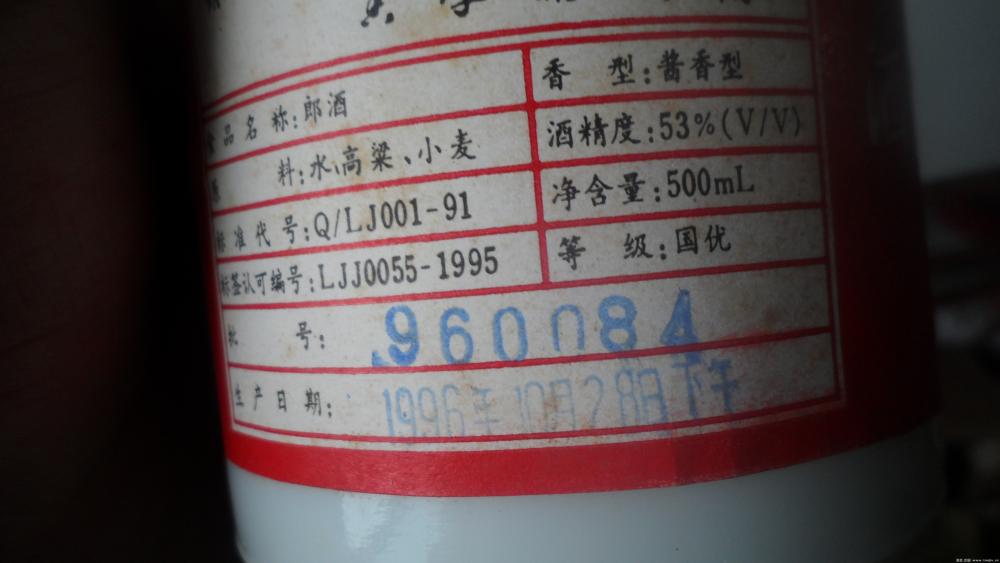 品名称:郎酒
香型:酱香型
料:水、高粱、小麦
酒精度:53%(V/V)
标准代号:Q/LJ001-91
净含量:500mL
标签认可编号:LJJ0055-1995
等级:国优
批号:960084
生产日期:1996年10月28日下午